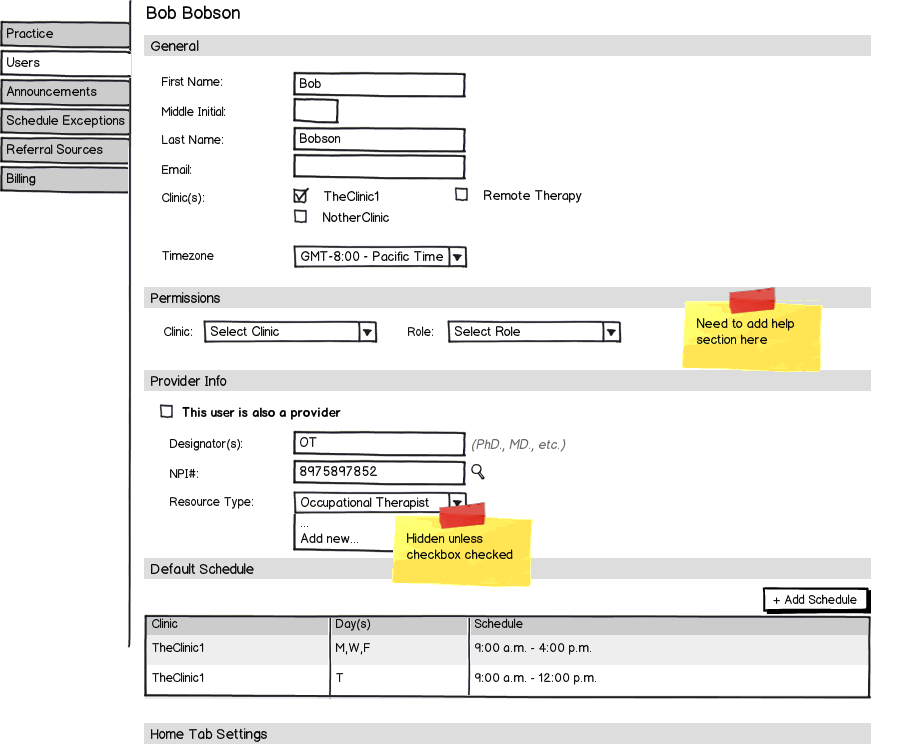 Bob Bobson
Practice
Users
Announcements
Schedule Exceptions
Referral Sources
Billing
General
First Name: Bob
Middle Initial:
Last Name: Bobson
Email:
Clinic(s): TheClinic1 Remote Therapy
NotherClinic
Timezone GMT-8:00 - Pacific Time
Permissions
Clinic: Select Clinic Role: Select Role
Need to add help
section here
Provider Info
This user is also a provider
Designator(s): OT (PhD., MD., etc.)
NPI#: 8975897852
Resource Type: Occupational Therapist
...
Add new...
Hidden unless
checkbox checked
Default Schedule
+ Add Schedule
Clinic Day(s) Schedule
TheClinic1 M,W,F 9:00 a.m. - 4:00 p.m.
TheClinic1 T 9:00 a.m. - 12:00 p.m.
Home Tab Settings